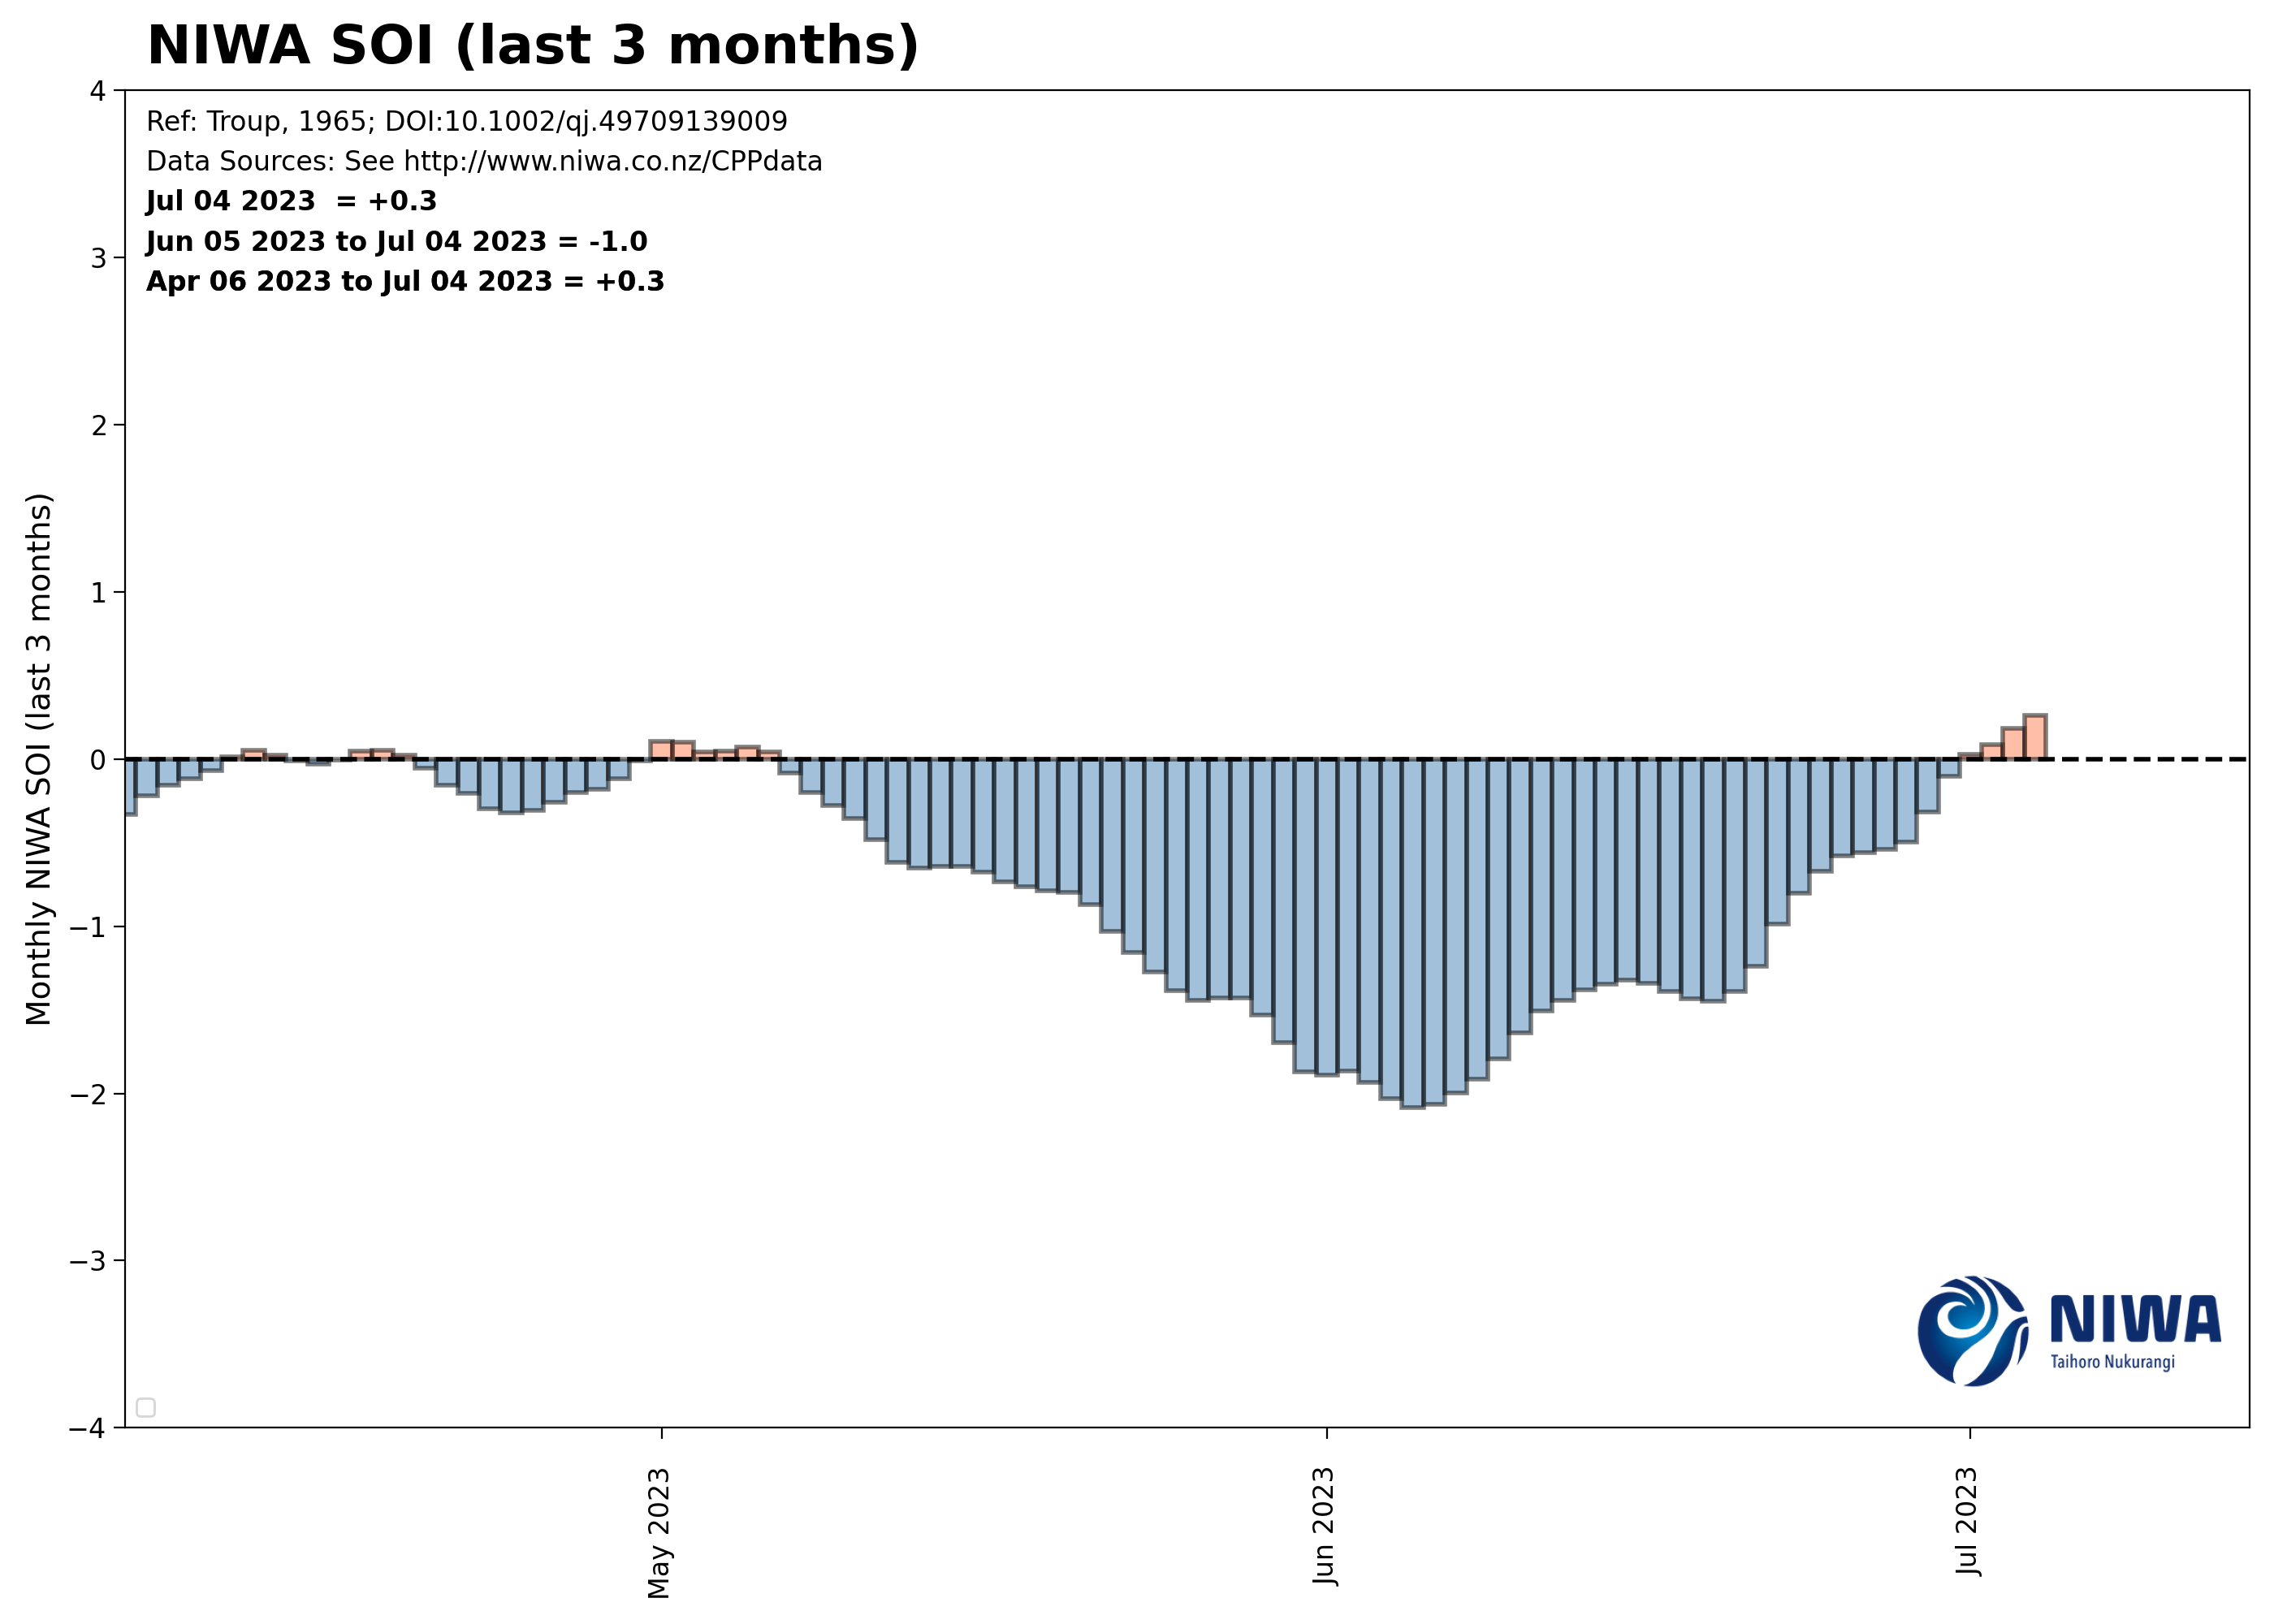 NIWA SOI (last 3 months)
Ref: Troup, 1965; DOI:10.1002/qj.49709139009
Data Sources: See http://www.niwa.co.nz/CPPdata
Jul 04 2023  = +0.3
Jun 05 2023 to Jul 04 2023 = -1.0
Apr 06 2023 to Jul 04 2023 = +0.3
Monthly NIWA SOI (last 3 months)
4
3
2
1
0
−1
−2
−3
−4
NIWA
Taihoro Nukurangi
May 2023
Jun 2023
Jul 2023